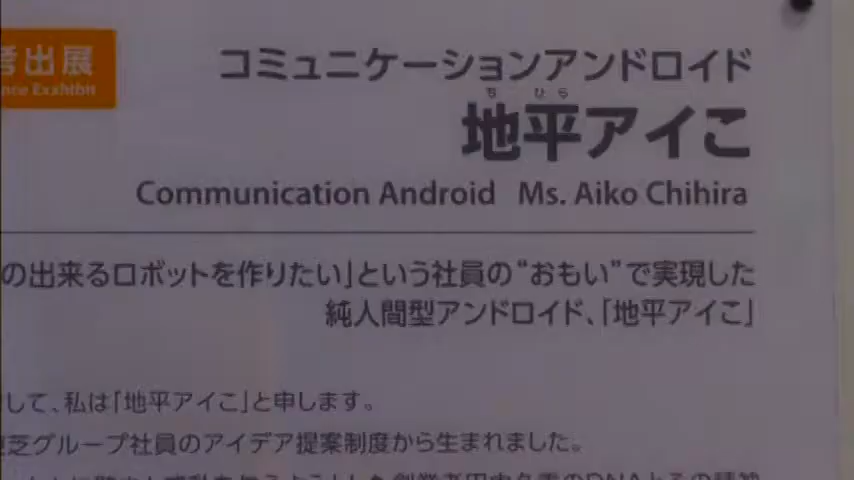 考出展
nce Exxhibit
コミュニケーションアンドロイド
ち ひら
地平アイこ
Communication Android Ms. Aiko Chihira
の出来るロボットを作りたい」という社員の“おもい”で実現した
純人間型アンドロイド、「地平アイこ」
して、私は「地平アイこ」と申します。
東芝グループ社員のアイデア提案制度から生まれました。